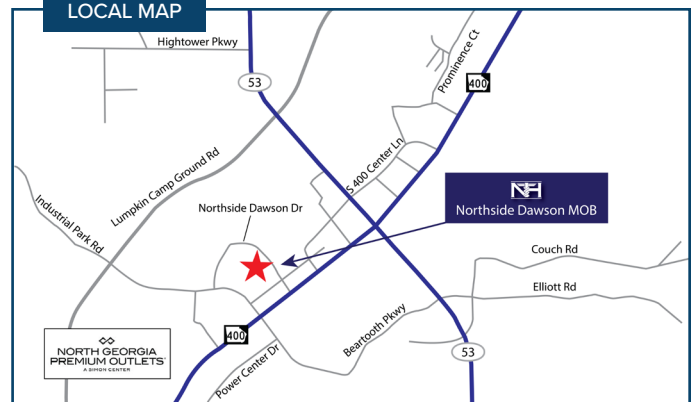 LOCAL MAP
Hightower Pkwy
53
Prominence Ct
400
Lumpkin Camp Ground Rd
S 400 Center Ln
Industrial Park Rd
Northside Dawson Dr
NH
Northside Dawson MOB
Couch Rd
Elliott Rd
Beartooth Pkwy
400
53
NORTH GEORGIA
PREMIUM OUTLETS®
A SIMON CENTER
Power Center Dr